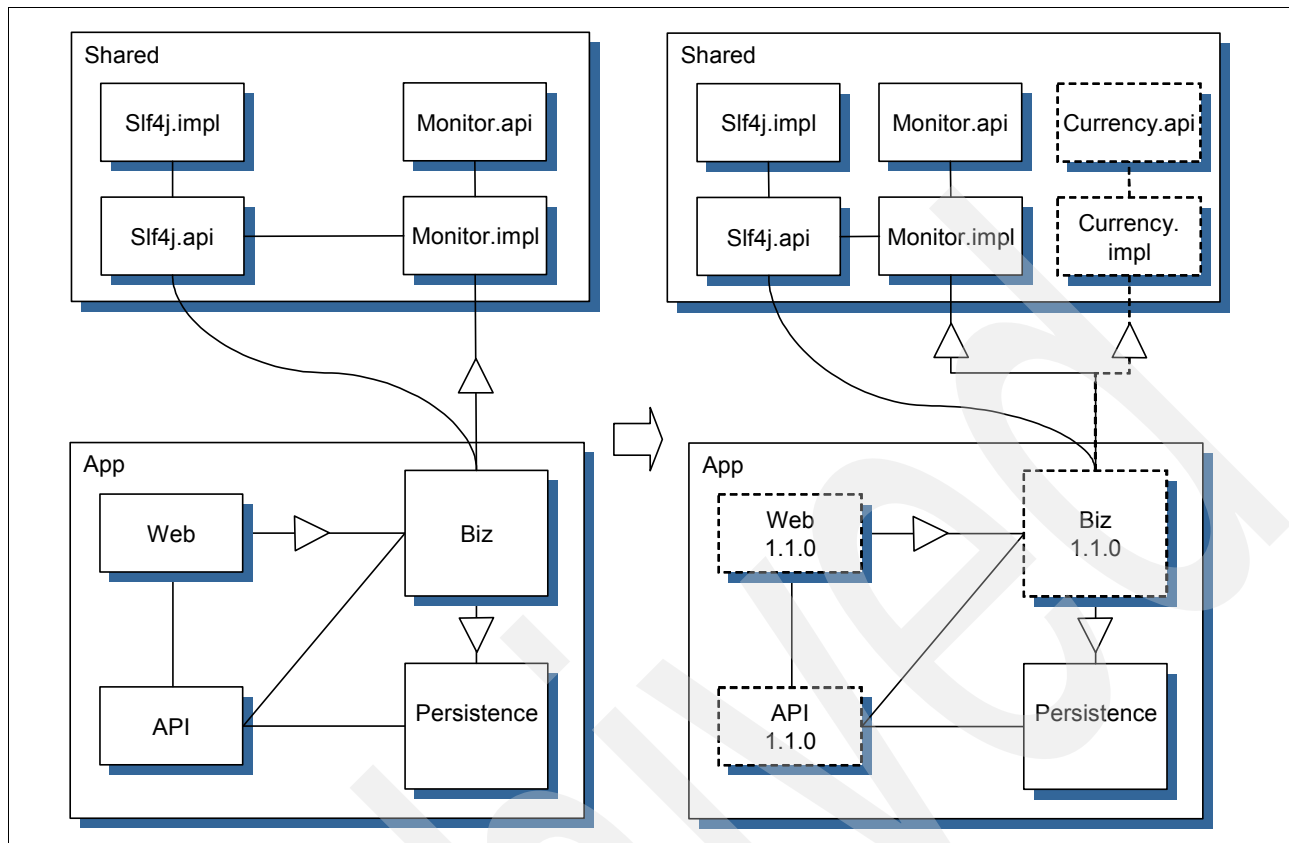 Shared
Slf4j.impl
Monitor.api
Slf4j.api
Monitor.impl
App
Web
Biz
API
Persistence
Shared
Slf4j.impl
Monitor.api
Currency.api
Slf4j.api
Monitor.impl
Currency.
impl
App
Web
1.1.0
Biz
1.1.0
API
1.1.0
Persistence